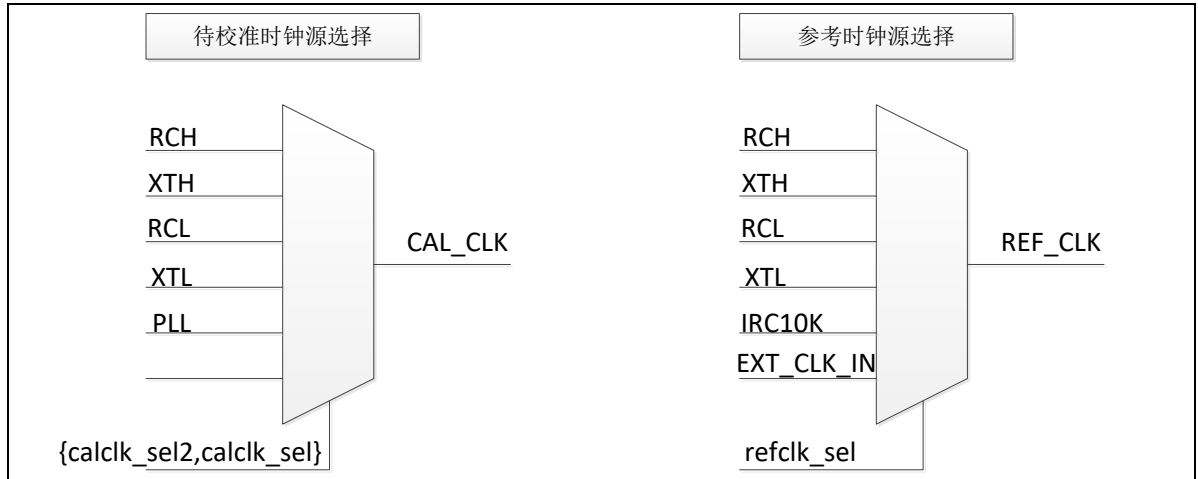 待校准时钟源选择
RCH
XTH
RCL
XTL
PLL
CAL_CLK
{calclk_sel2,calclk_sel}
参考时钟源选择
RCH
XTH
RCL
XTL
IRC10K
EXT_CLK_IN
REF_CLK
refclk_sel